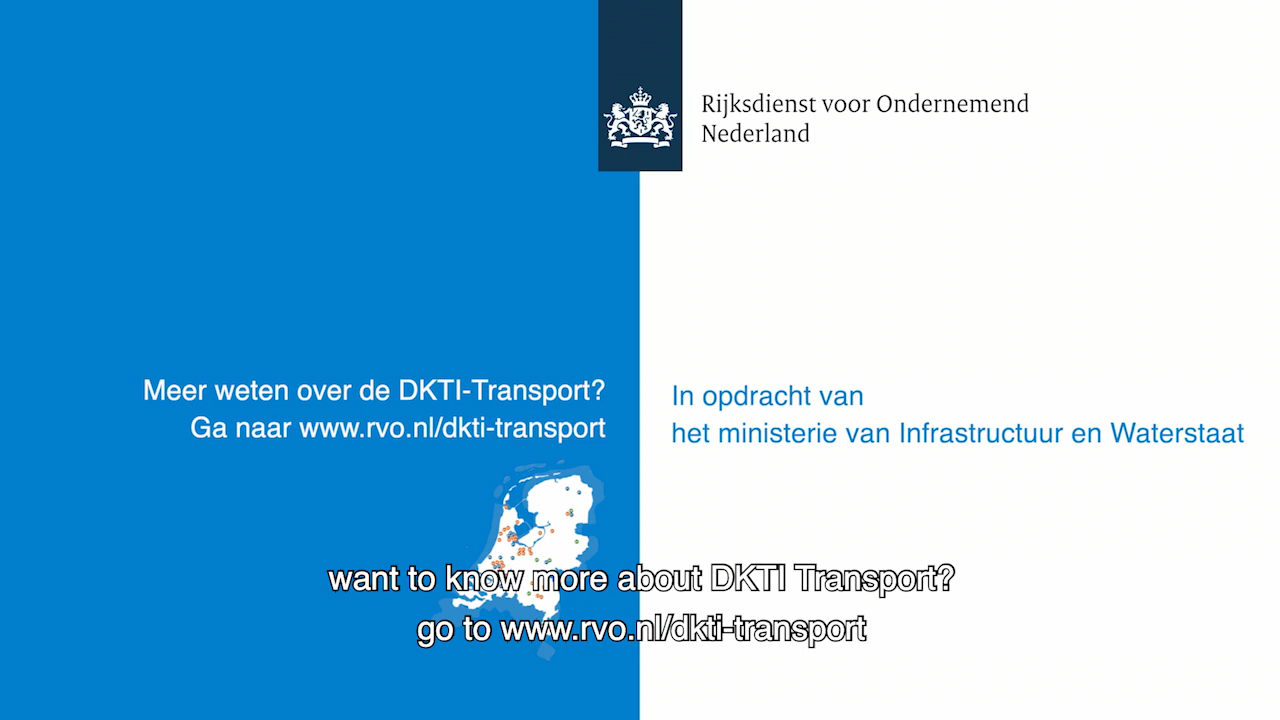 Rijksdienst voor Ondernemend
Nederland
Meer weten over de DKTI-Transport?
Ga naar www.rvo.nl/dkti-transport
In opdracht van
het ministerie van Infrastructuur en Waterstaat
want to know more about DKTI Transport?
go to www.rvo.nl/dkti-transport